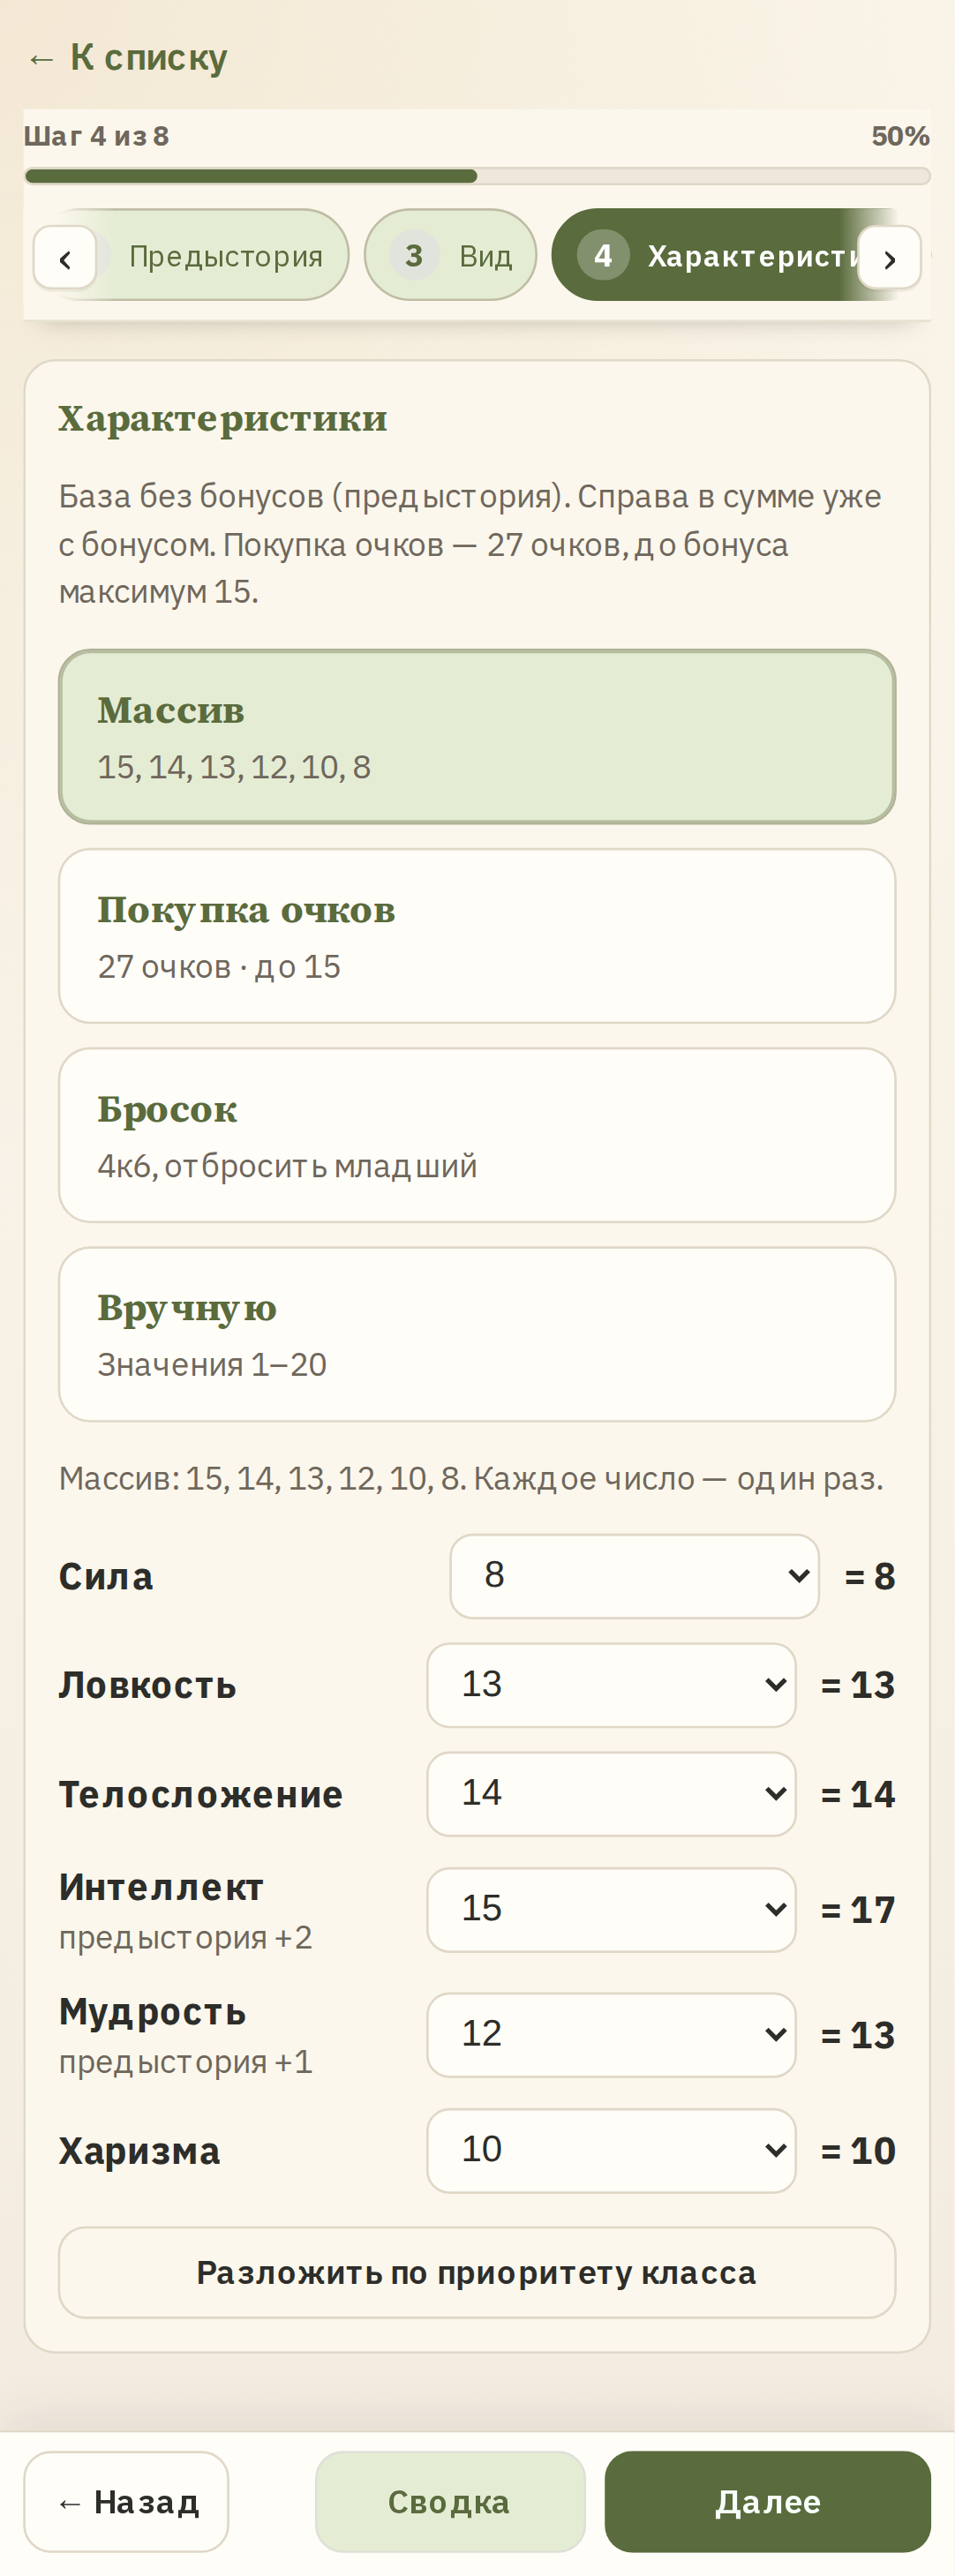 ← К списку
Шаг 4 из 8 50%
‹ Предыстория 3 Вид 4 Характеристи ›
Характеристики
База без бонусов (предыстория). Справа в сумме уже
с бонусом. Покупка очков — 27 очков, до бонуса
максимум 15.
Массив
15, 14, 13, 12, 10, 8
Покупка очков
27 очков · до 15
Бросок
4к6, отбросить младший
Вручную
Значения 1–20
Массив: 15, 14, 13, 12, 10, 8. Каждое число — один раз.
Сила 8 = 8
Ловкость 13 = 13
Телосложение 14 = 14
Интеллект 15 = 17
предыстория +2
Мудрость 12 = 13
предыстория +1
Харизма 10 = 10
Разложить по приоритету класса
← Назад Сводка Далее